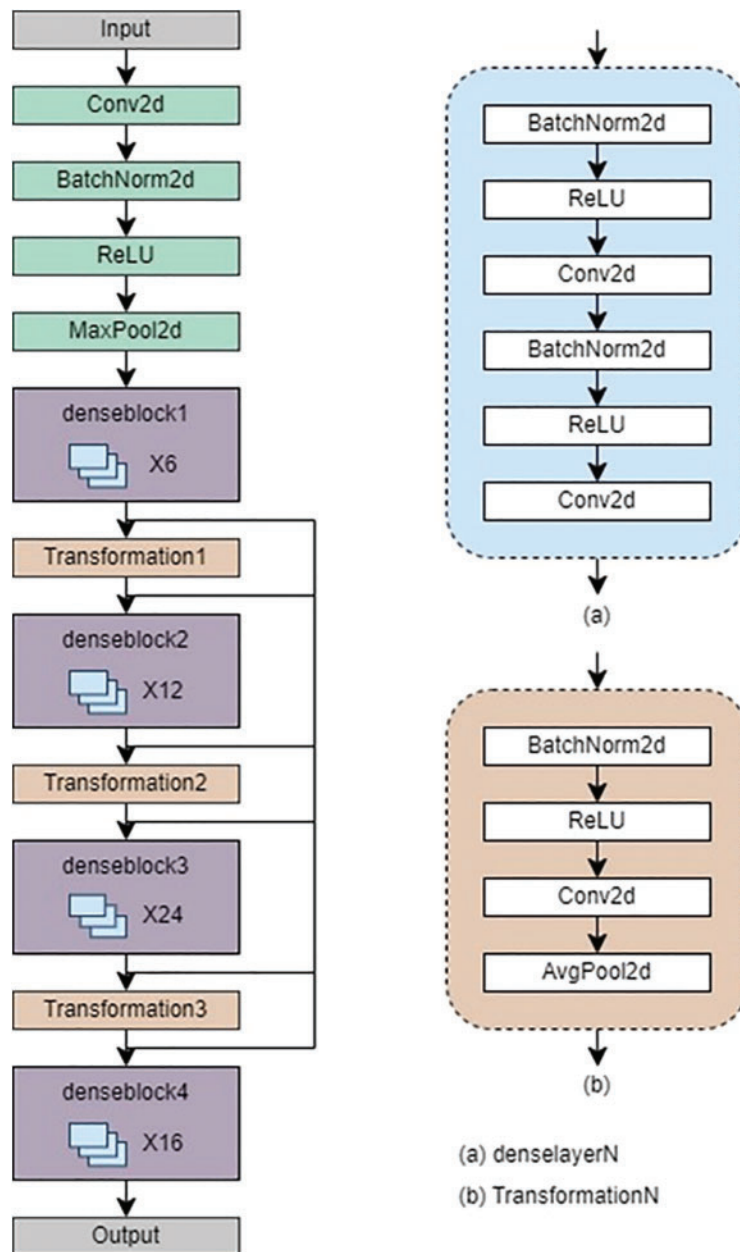 Input
Conv2d
BatchNorm2d
ReLU
MaxPool2d
denseblock1
X6
Transformation1
denseblock2
X12
Transformation2
denseblock3
X24
Transformation3
denseblock4
X16
Output
BatchNorm2d
ReLU
Conv2d
BatchNorm2d
ReLU
Conv2d
(a)
BatchNorm2d
ReLU
Conv2d
AvgPool2d
(b)
(a) denselayerN
(b) TransformationN